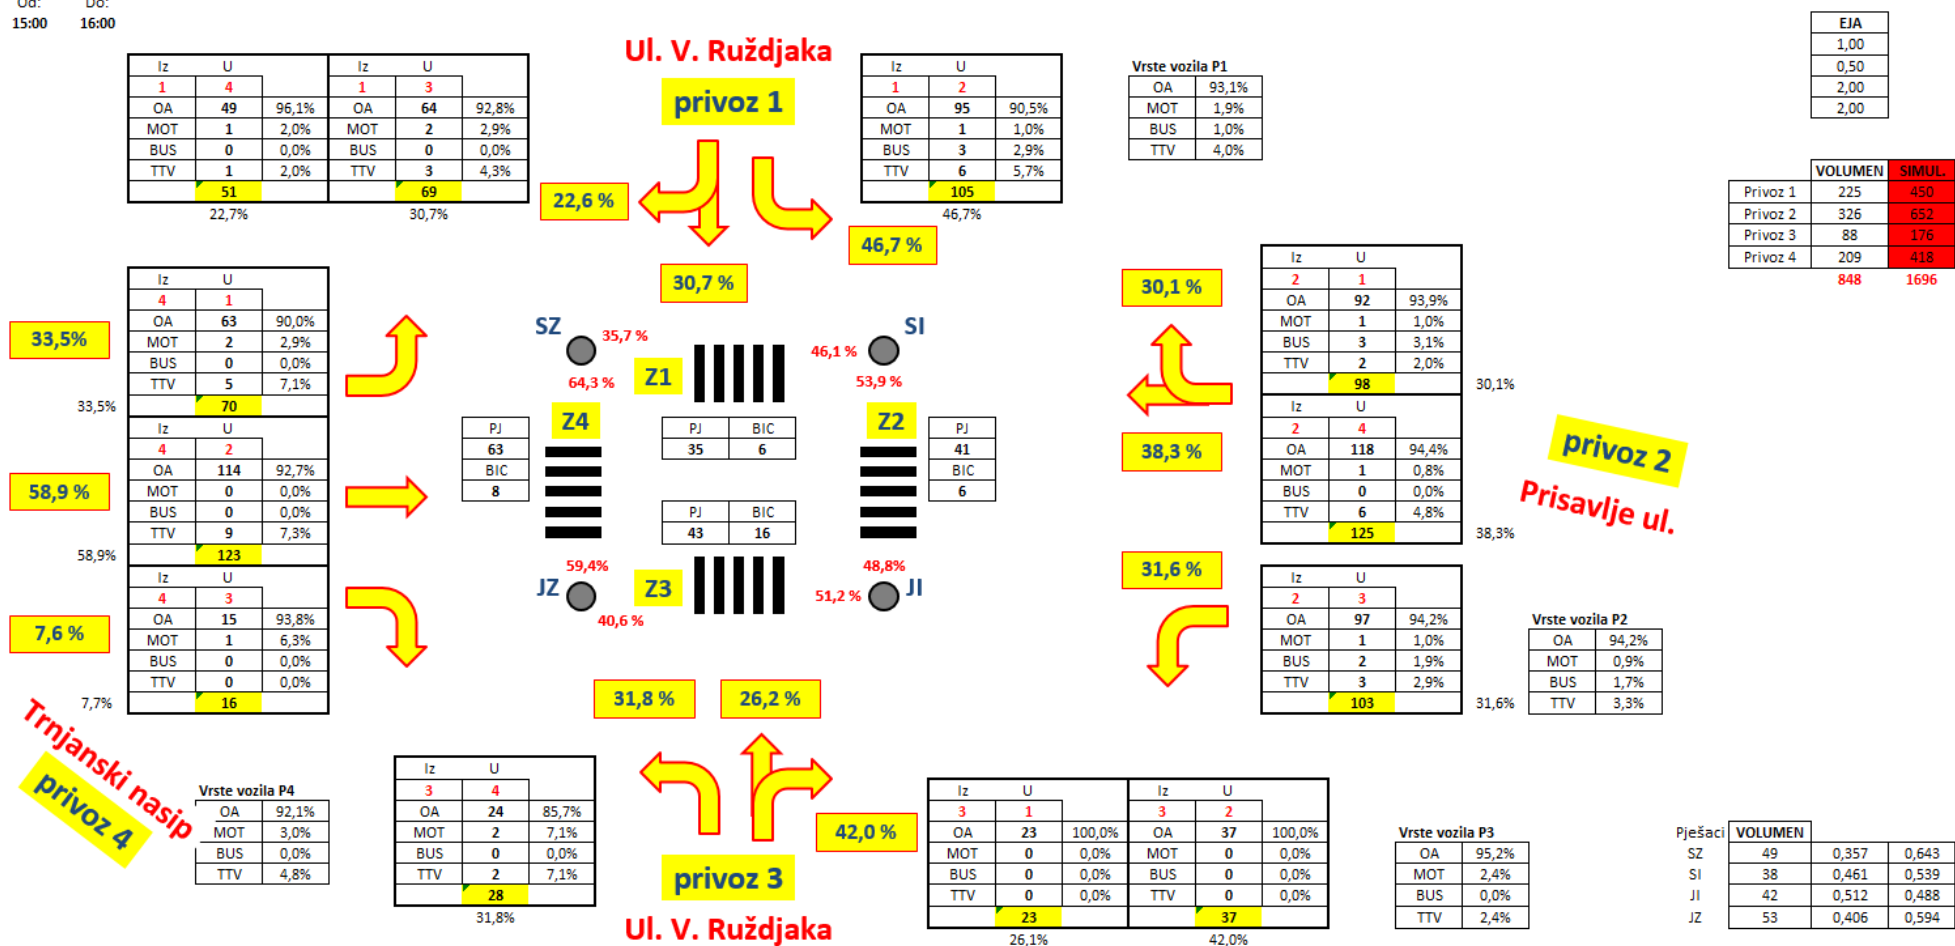 Od: Do:
15:00 16:00
EJA
1,00
0,50
2,00
2,00
Iz U Iz U
1 4 1 3
OA 49 96,1% OA 64 92,8%
MOT 1 2,0% MOT 2 2,9%
BUS 0 0,0% BUS 0 0,0%
TTV 1 2,0% TTV 3 4,3%
51 69
22,7% 30,7%
Ul. V. Ruždjaka
privoz 1
Iz U
1 2
OA 95 90,5%
MOT 1 1,0%
BUS 3 2,9%
TTV 6 5,7%
105
46,7%
Vrste vozila P1
OA 93,1%
MOT 1,9%
BUS 1,0%
TTV 4,0%
VOLUMEN SIMUL.
Privoz 1 225 450
Privoz 2 326 652
Privoz 3 88 176
Privoz 4 209 418
848 1696
22,6 %
46,7 %
30,7 %
Iz U
4 1
OA 63 90,0%
MOT 2 2,9%
BUS 0 0,0%
TTV 5 7,1%
70
33,5%
33,5%
Iz U
4 2
OA 114 92,7%
MOT 0 0,0%
BUS 0 0,0%
TTV 9 7,3%
123
58,9 %
58,9%
Iz U
4 3
OA 15 93,8%
MOT 1 6,3%
BUS 0 0,0%
TTV 0 0,0%
16
7,6 %
7,7%
SZ 35,7 %
64,3 %
Z1
46,1 % SI
53,9 %
Z4
PJ
63
BIC
8
PJ BIC
35 6
Z2
PJ
41
BIC
6
PJ BIC
43 16
59,4%
JZ
40,6 %
Z3
48,8%
51,2 % JI
30,1 %
38,3 %
31,6 %
Iz U
2 1
OA 92 93,9%
MOT 1 1,0%
BUS 3 3,1%
TTV 2 2,0%
98
30,1%
Iz U
2 4
OA 118 94,4%
MOT 1 0,8%
BUS 0 0,0%
TTV 6 4,8%
125
38,3%
Iz U
2 3
OA 97 94,2%
MOT 1 1,0%
BUS 2 1,9%
TTV 3 2,9%
103
31,6%
privoz 2
Prisavlje ul.
Vrste vozila P2
OA 94,2%
MOT 0,9%
BUS 1,7%
TTV 3,3%
Trnjanski nasip
privoz 4
Vrste vozila P4
OA 92,1%
MOT 3,0%
BUS 0,0%
TTV 4,8%
Iz U
3 4
OA 24 85,7%
MOT 2 7,1%
BUS 0 0,0%
TTV 2 7,1%
28
31,8%
31,8 %
26,2 %
42,0 %
privoz 3
Ul. V. Ruždjaka
Iz U Iz U
3 1 3 2
OA 23 100,0% OA 37 100,0%
MOT 0 0,0% MOT 0 0,0%
BUS 0 0,0% BUS 0 0,0%
TTV 0 0,0% TTV 0 0,0%
23 37
26,1% 42,0%
Vrste vozila P3
OA 95,2%
MOT 2,4%
BUS 0,0%
TTV 2,4%
Pješaci VOLUMEN
SZ 49 0,357 0,643
SI 38 0,461 0,539
JI 42 0,512 0,488
JZ 53 0,406 0,594